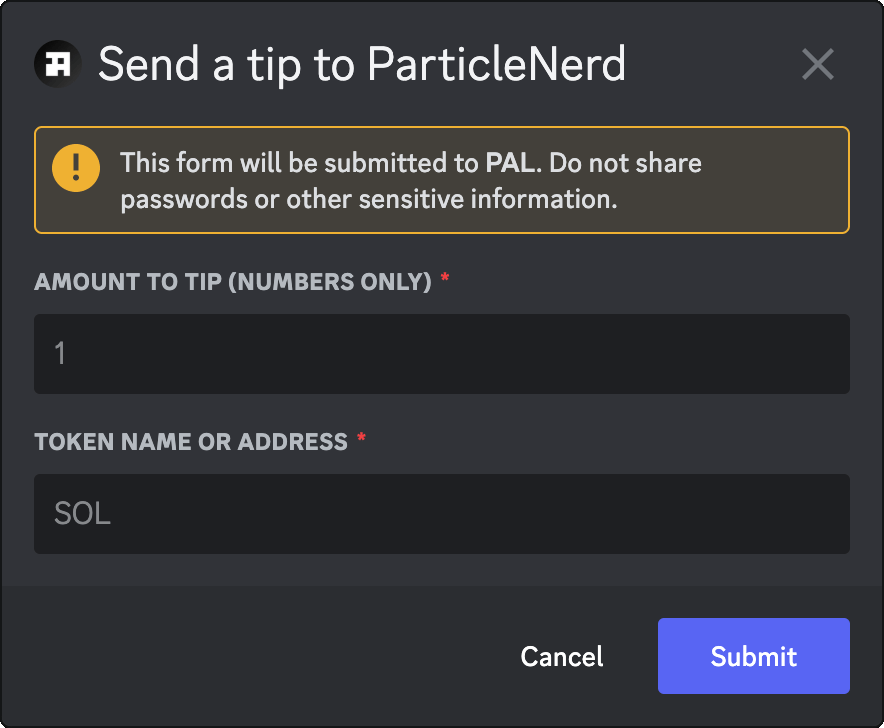 Send a tip to ParticleNerd
This form will be submitted to PAL. Do not share
passwords or other sensitive information.
AMOUNT TO TIP (NUMBERS ONLY) *
1
TOKEN NAME OR ADDRESS *
SOL
Cancel
Submit